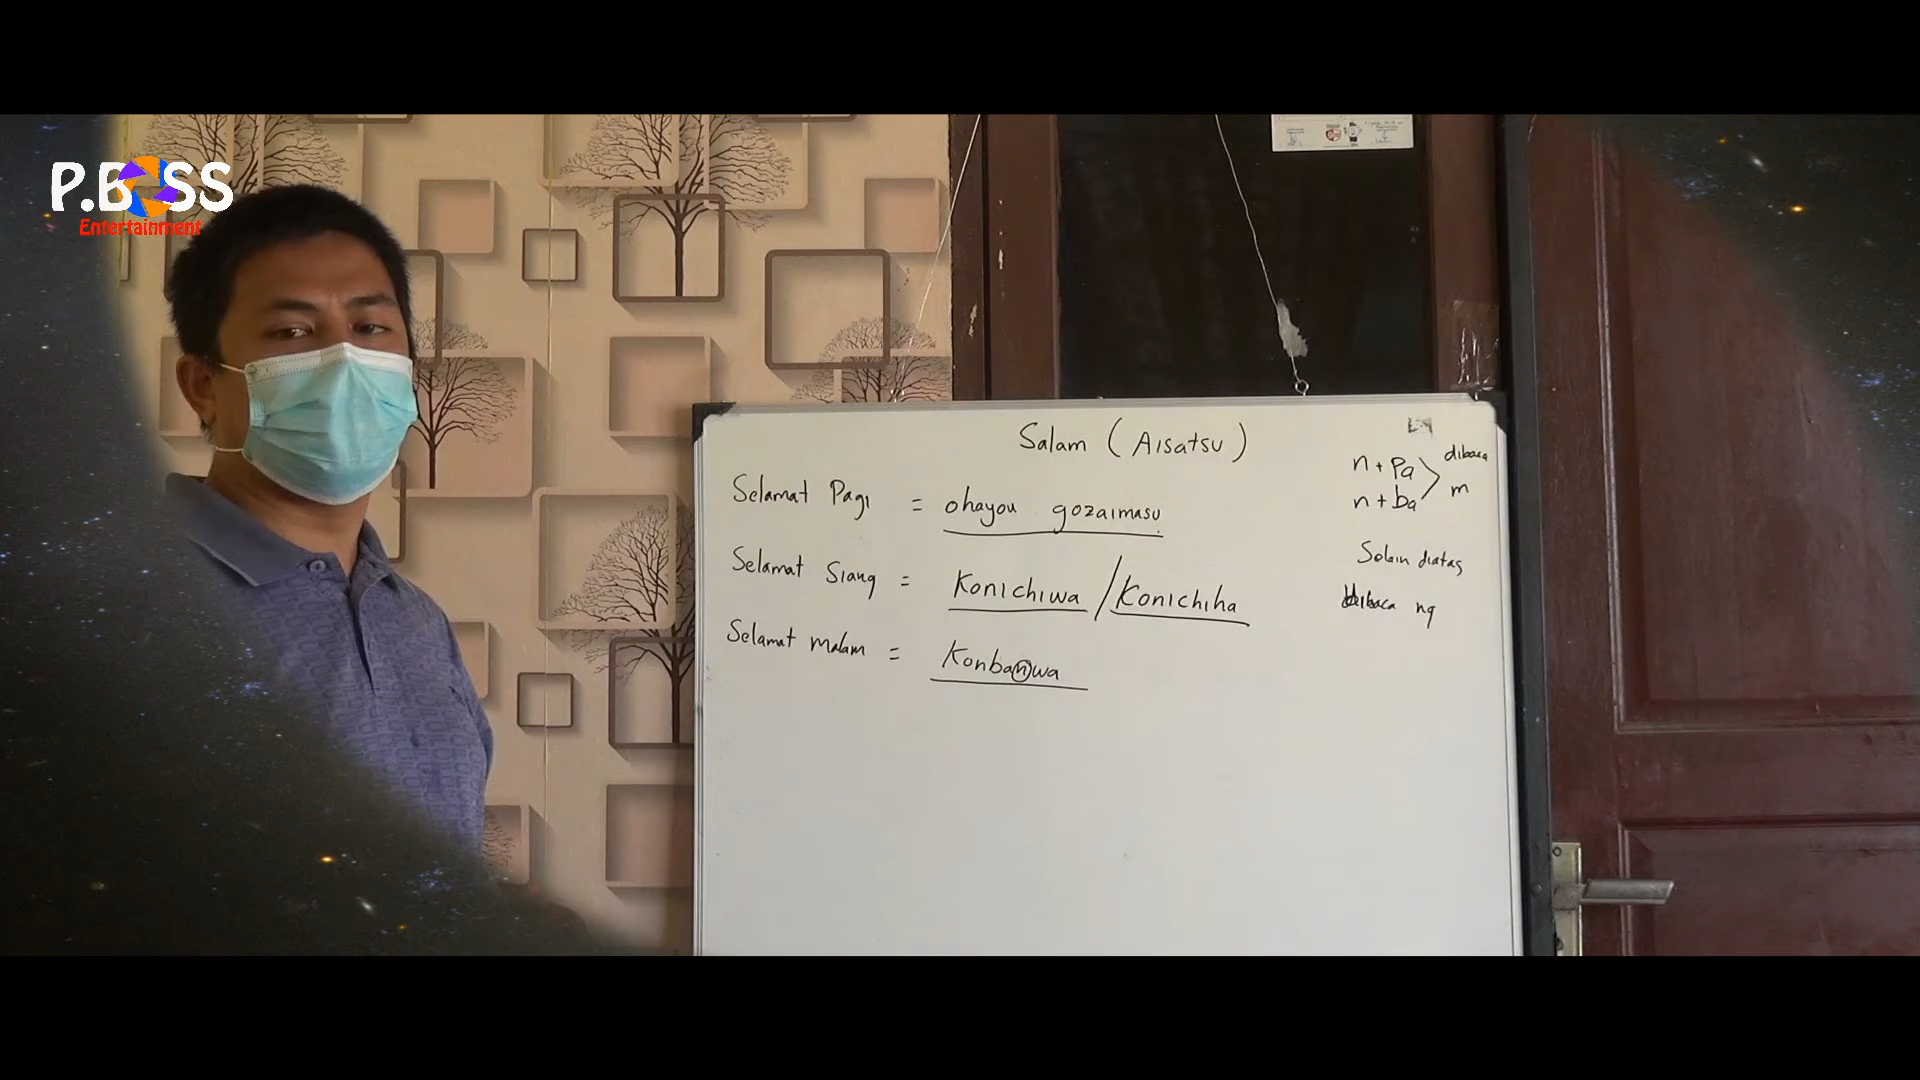 P.BOSS
Entertainment
Salam (Aisatsu)
Selamat Pagi = ohayou gozaimasu
Selamat Siang = Konichiwa / Konichiha
Selamat malam = Konbanwa
n + pa
n + ba
dibaca
m
Selain diatas
dibaca ng